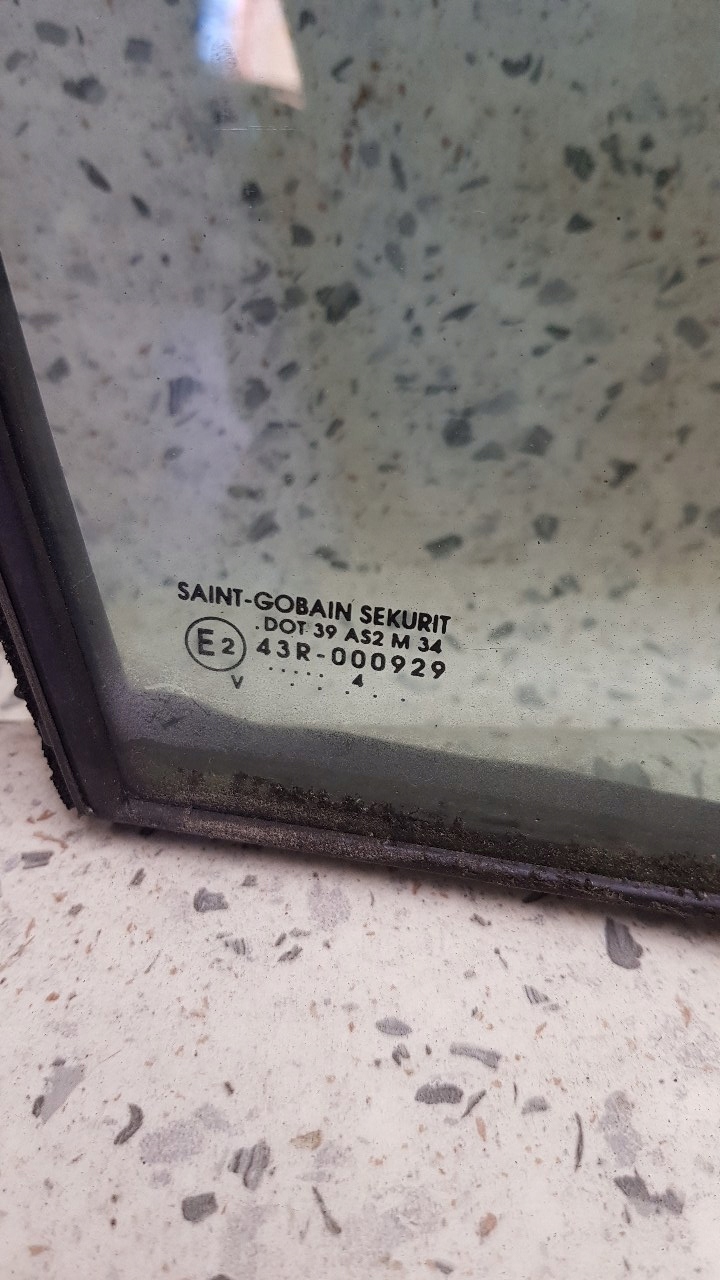 SAINT-GOBAIN SEKURIT
.DOT 39 AS2 M 34
E2 43R-000929
..... 4
V . . .. .